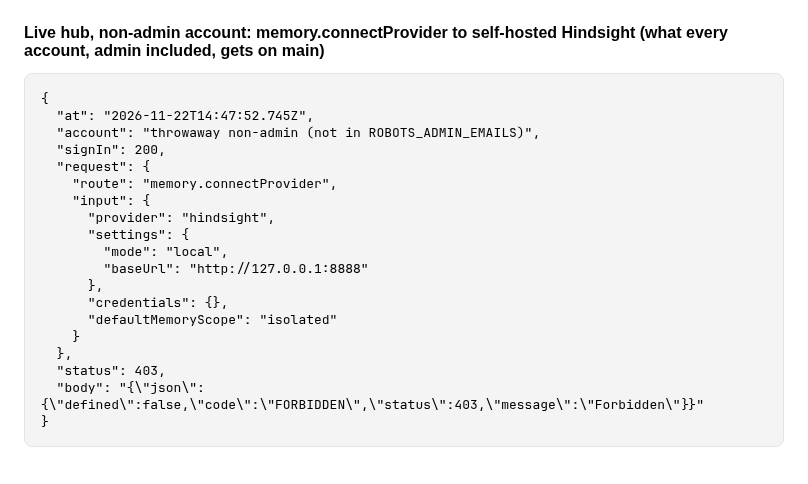 Live hub, non-admin account: memory.connectProvider to self-hosted Hindsight (what every
account, admin included, gets on main)
{
  "at": "2026-11-22T14:47:52.745Z",
  "account": "throwaway non-admin (not in ROBOTS_ADMIN_EMAILS)",
  "signIn": 200,
  "request": {
    "route": "memory.connectProvider",
    "input": {
      "provider": "hindsight",
      "settings": {
        "mode": "local",
        "baseUrl": "http://127.0.0.1:8888"
      },
      "credentials": {},
      "defaultMemoryScope": "isolated"
    }
  },
  "status": 403,
  "body": "{\"json\":
{\"defined\":false,\"code\":\"FORBIDDEN\",\"status\":403,\"message\":\"Forbidden\"}}"
}